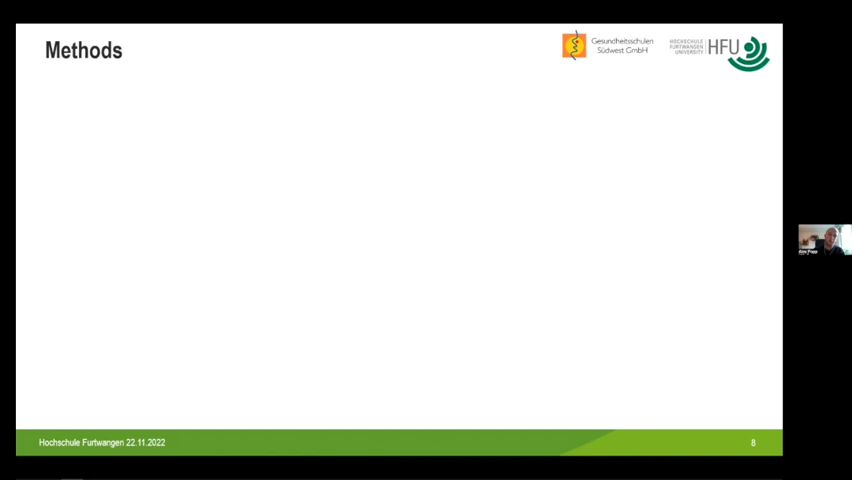 Methods
Gesundheitsschulen
Südwest GmbH
HOCHSCHULE
FURTWANGEN
UNIVERSITY
HFU
Hochschule Furtwangen 22.11.2022
8